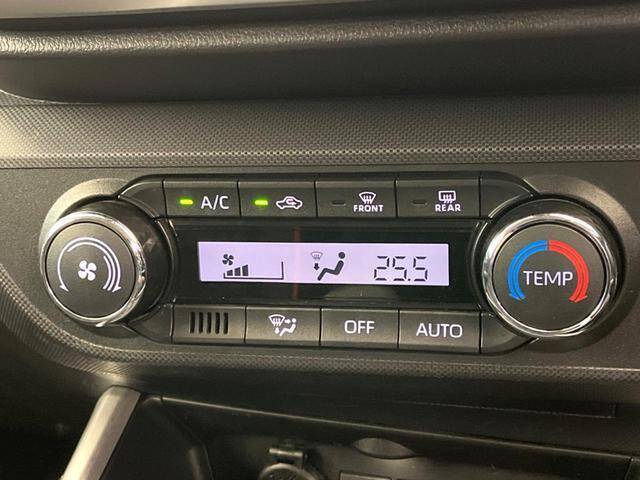 A/C FRONT REAR
25.5
TEMP
OFF AUTO